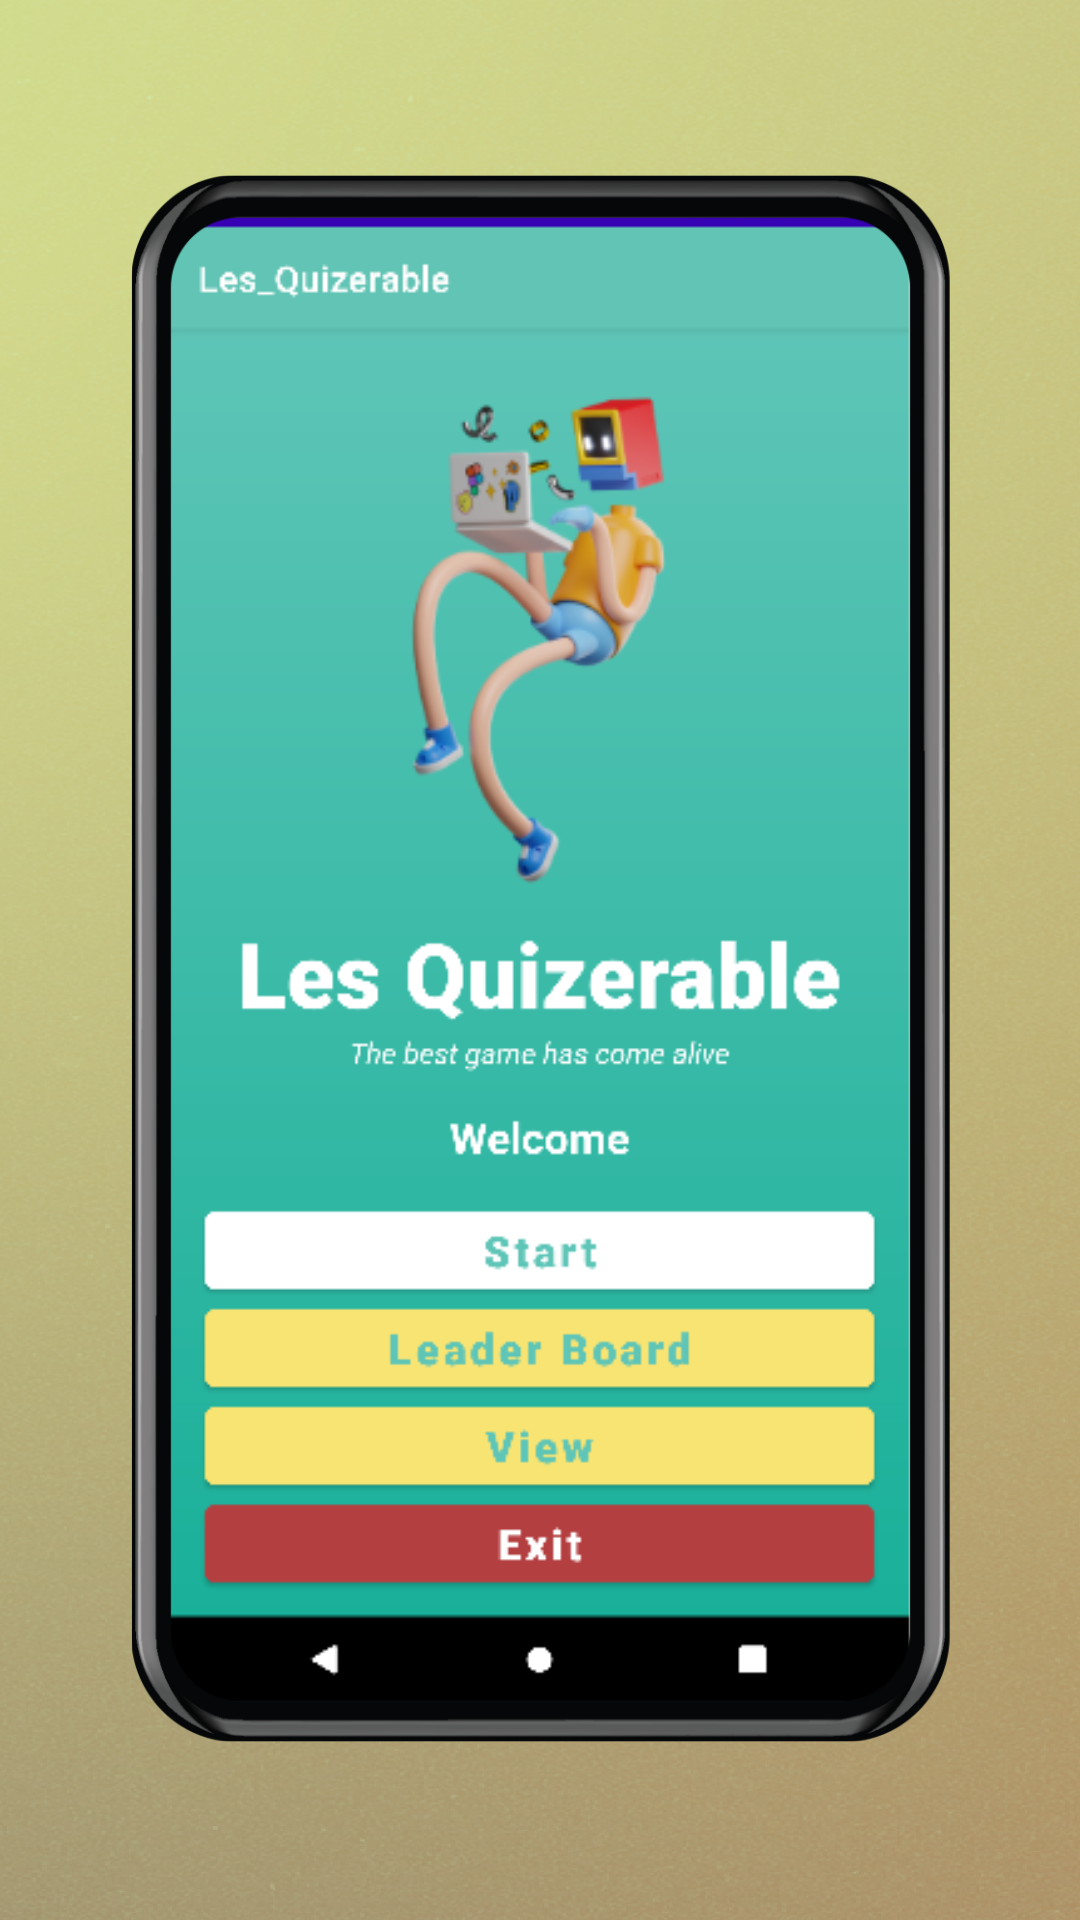 Les_Quizerable
Les Quizerable
The best game has come alive
Welcome
Start
Leader Board
View
Exit